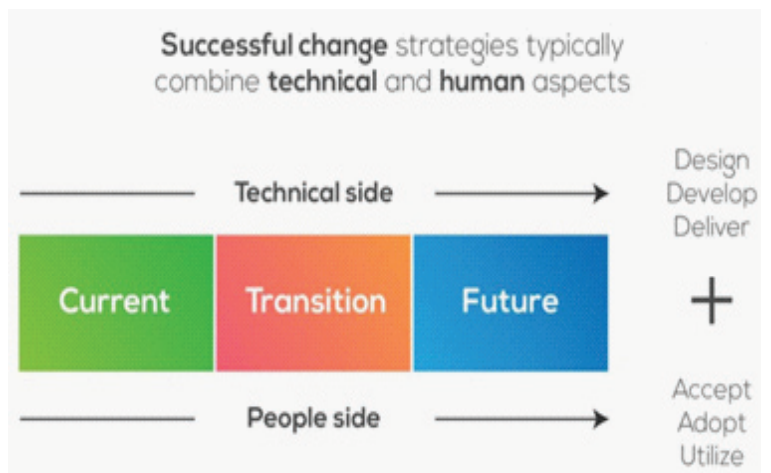 Successful change strategies typically
combine technical and human aspects
Technical side
Design
Develop
Deliver
Current
Transition
Future
+
People side
Accept
Adopt
Utilize